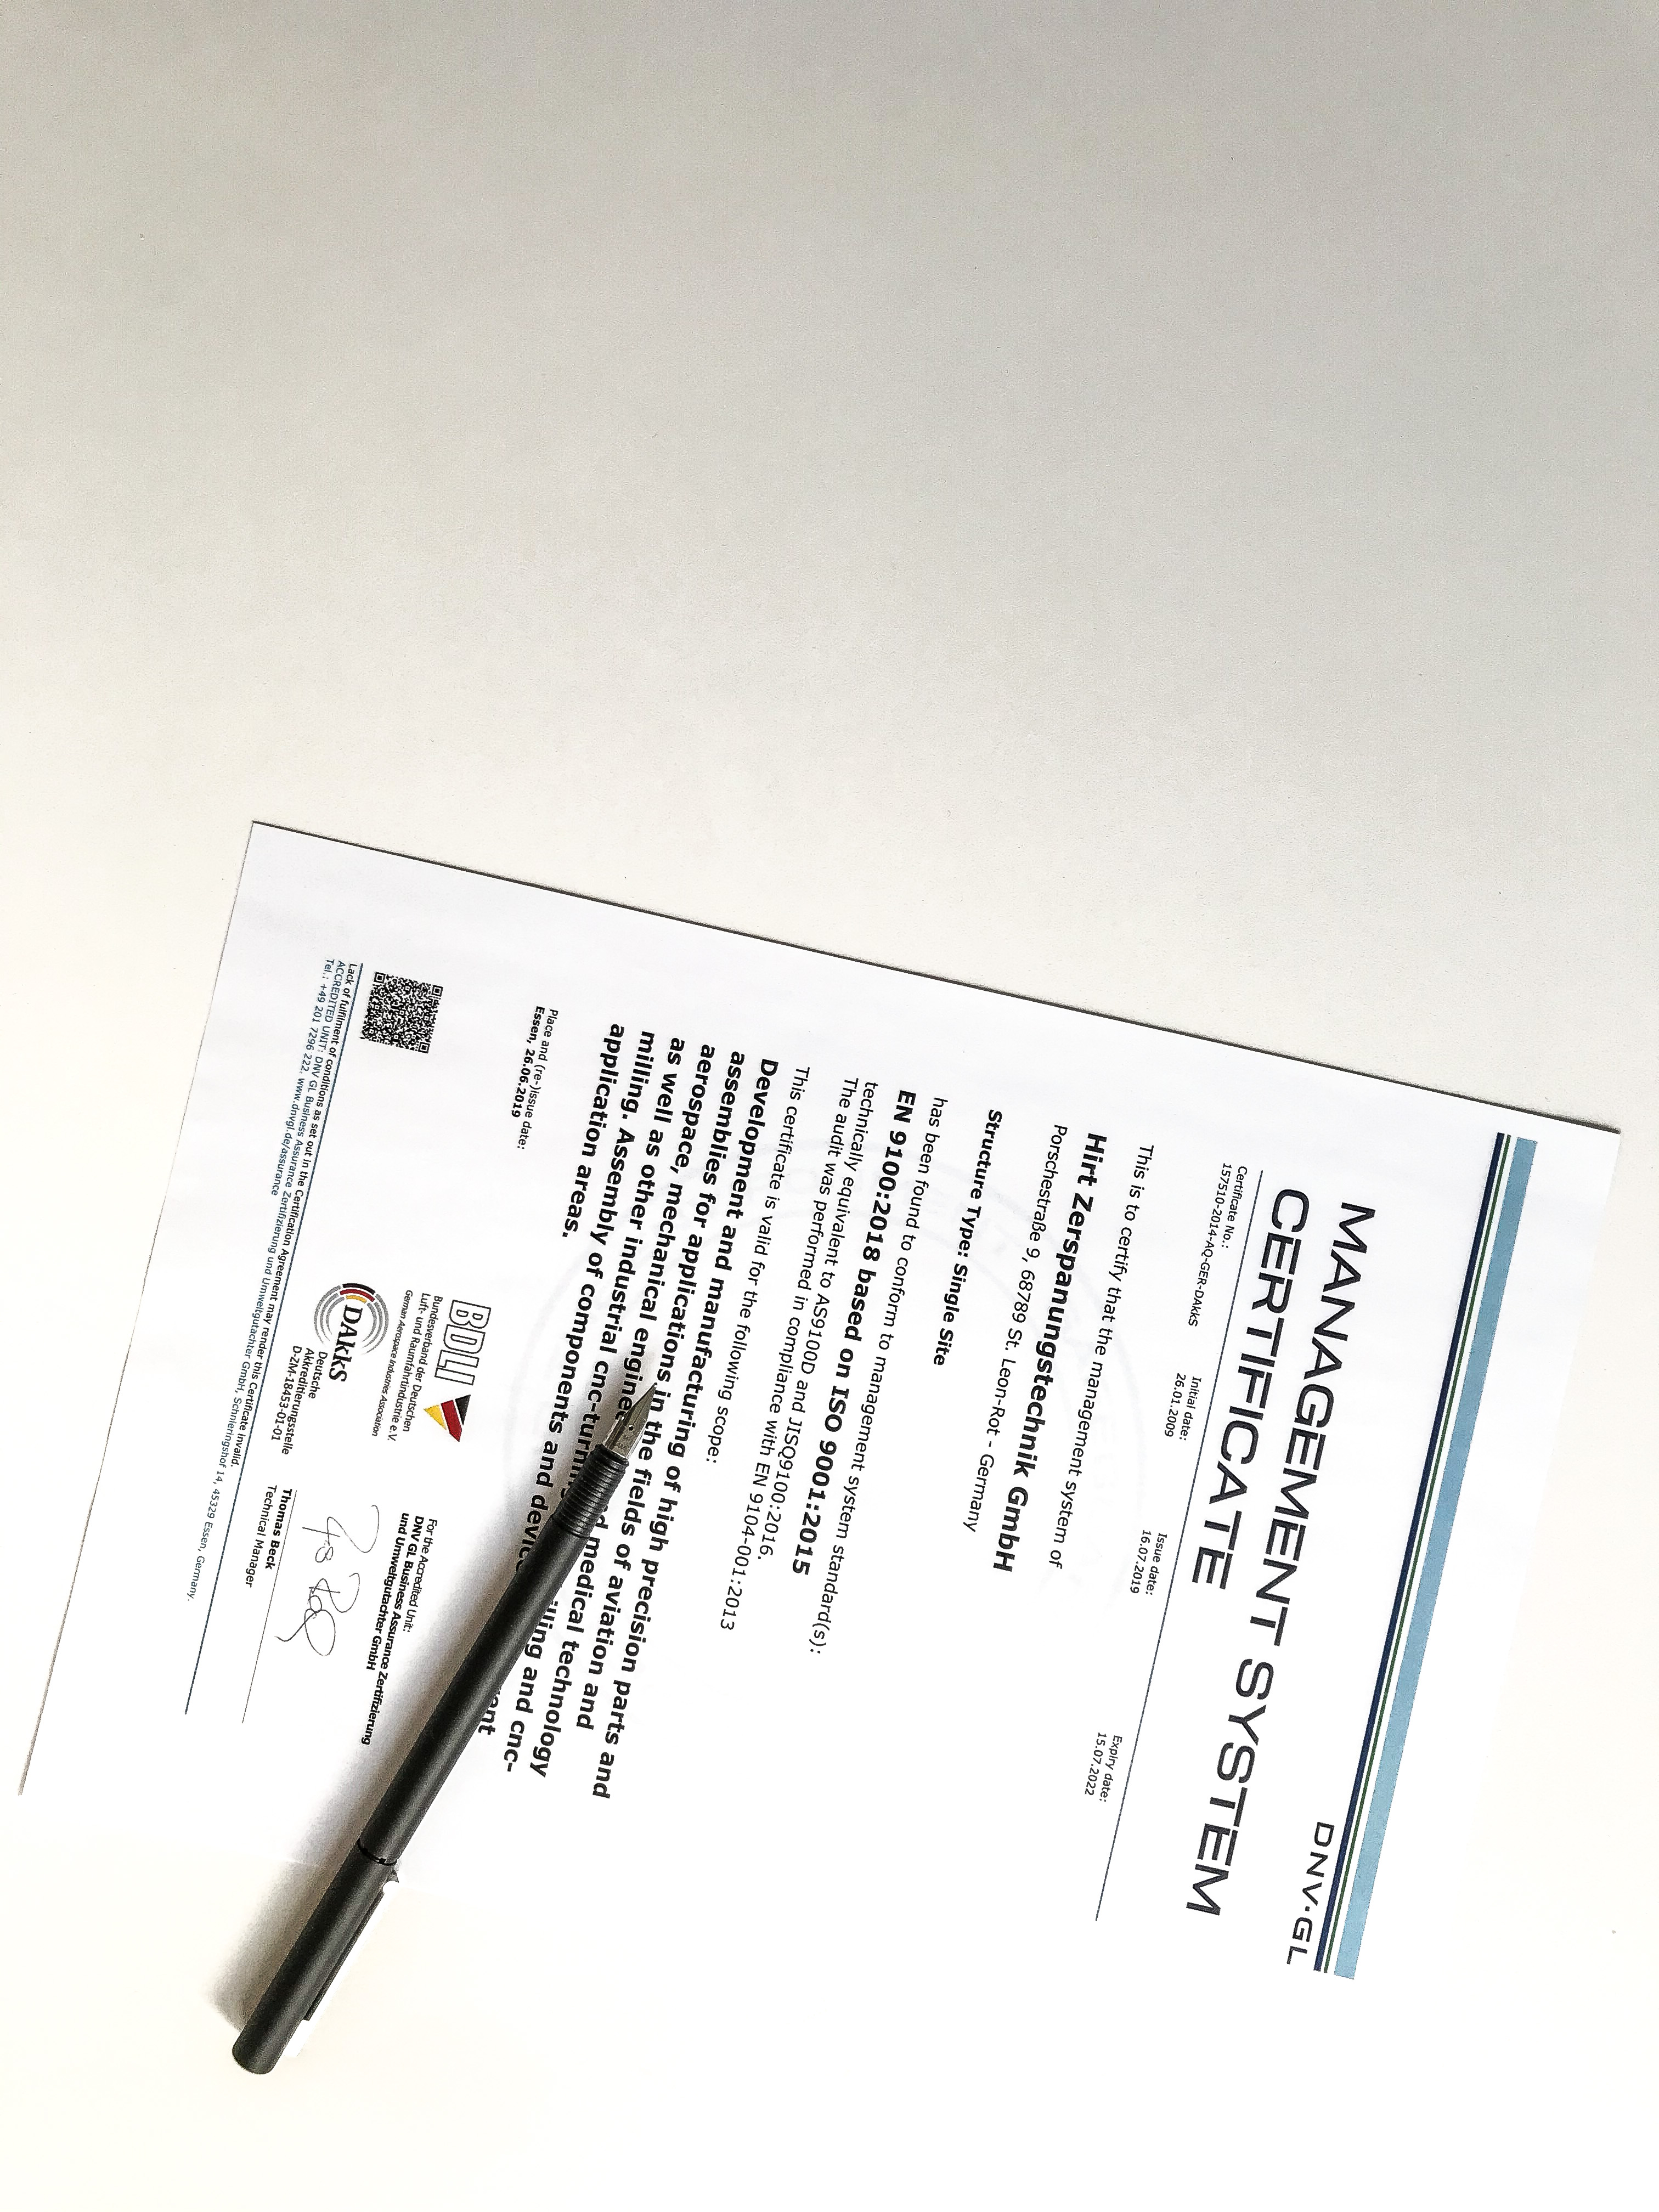 DNV·GL
MANAGEMENT SYSTEM
CERTIFICATE
Certificate No.:
157510-2014-AQ-GER-DAkkS
Initial date:
26.01.2009
Issue date:
16.07.2019
Expiry date:
15.07.2022
This is to certify that the management system of
Hirt Zerspanungstechnik GmbH
Porschestraße 9, 68789 St. Leon-Rot - Germany
Structure Type: Single Site
has been found to conform to management system standard(s):
EN 9100:2018 based on ISO 9001:2015
technically equivalent to AS9100D and JISQ9100:2016.
The audit was performed in compliance with EN 9104-001:2013
This certificate is valid for the following scope:
Development and manufacturing of high precision parts and
assemblies for applications in the fields of aviation and
aerospace, mechanical medical technology
as well as other industrial and cnc-
milling. Assembly of components and
application areas.
Place and (re-)issue date:
Essen, 26.06.2019
BDLI
Bundesverband der Deutschen
Luft- und Raumfahrtindustrie e.V.
German Aerospace Industries Association
DAkkS
Deutsche
Akkreditierungsstelle
D-ZM-18453-01-01
For the Accredited Unit:
DNV GL Business Assurance Zertifizierung
und Umweltgutachter GmbH
Thomas Beck
Technical Manager
Lack of fulfilment of conditions as set out in the Certification Agreement may render this Certificate invalid.
ACCREDITED UNIT: DNV GL Business Assurance Zertifizierung und Umweltgutachter GmbH, Schnieringshof 14, 45329 Essen, Germany.
Tel.: +49 201 7296 222. www.dnvgl.de/assurance